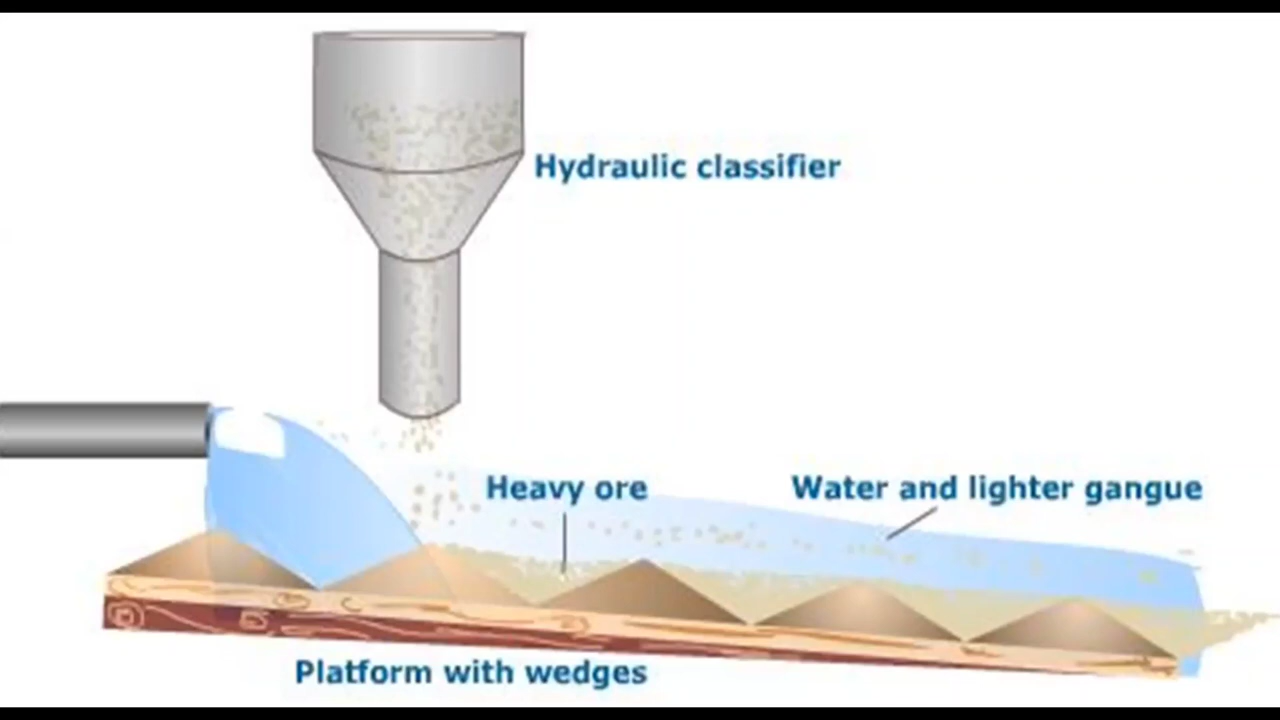 Hydraulic classifier
Heavy ore
Water and lighter gangue
Platform with wedges